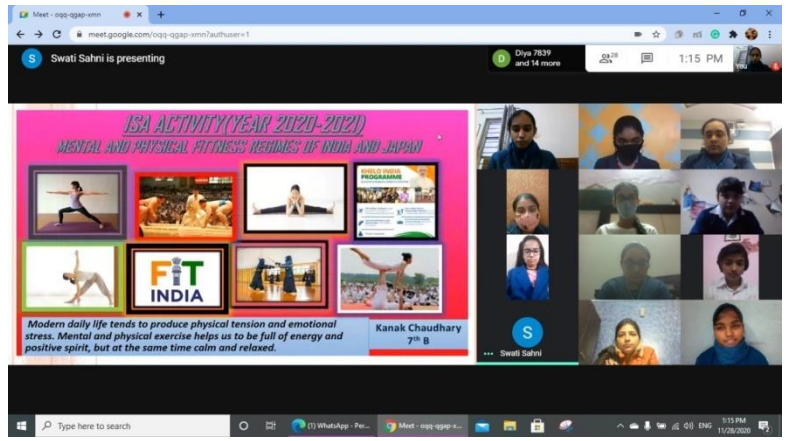 Meet - oqq-qgap-xmn
meet.google.com/oqq-qgap-xmn?authuser=1
S Swati Sahni is presenting
D Diya 7839
and 14 more
28
1:15 PM
You
ISA ACTIVITY(YEAR 2020-2021)
MENTAL AND PHYSICAL FITTNESS REGIMES OF INDIA AND JAPAN
KHELO INDIA
PROGRAMME
FIT
INDIA
Modern daily life tends to produce physical tension and emotional
stress. Mental and physical exercise helps us to be full of energy and
positive spirit, but at the same time calm and relaxed.
Kanak Chaudhary
7th B
S
Swati Sahni
Type here to search
(1) WhatsApp - Per...
Meet - oqq-qgap-x...
ENG
1:15 PM
11/28/2020